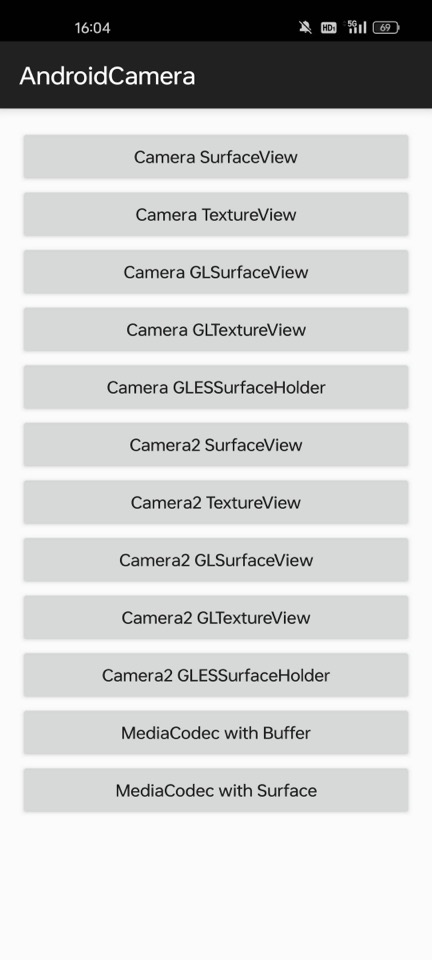 16:04 HD 5G 69
AndroidCamera
Camera SurfaceView
Camera TextureView
Camera GLSurfaceView
Camera GLTextureView
Camera GLESSurfaceHolder
Camera2 SurfaceView
Camera2 TextureView
Camera2 GLSurfaceView
Camera2 GLTextureView
Camera2 GLESSurfaceHolder
MediaCodec with Buffer
MediaCodec with Surface